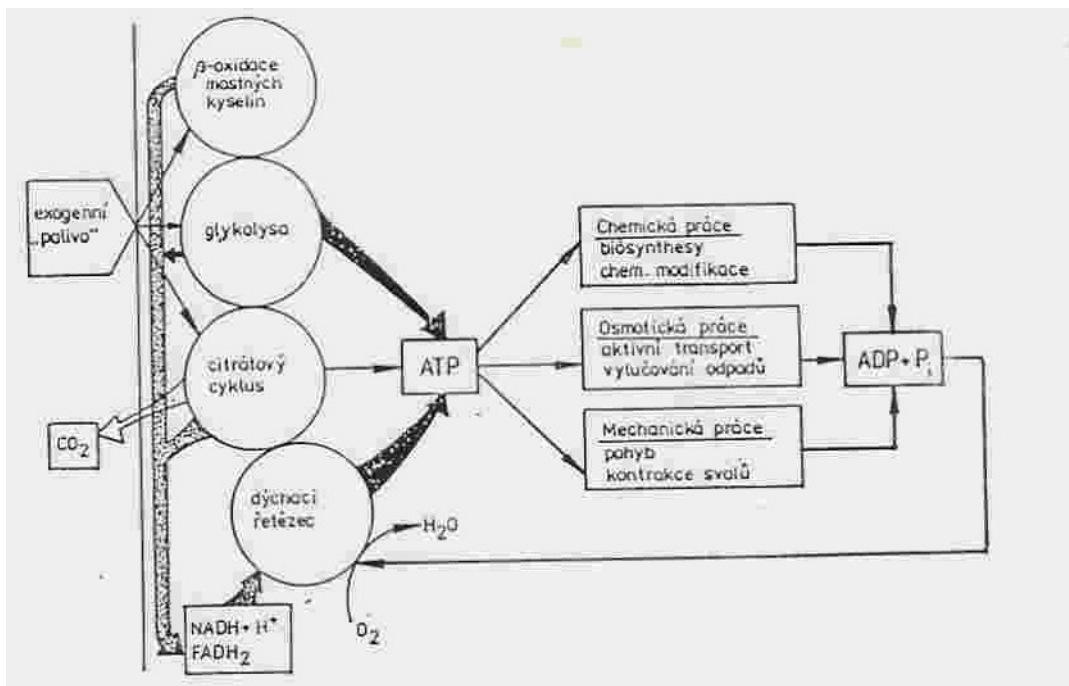 β-oxidace
mastných
kyselin
exogenní
„palivo"
glykolysa
citrátový
cyklus
CO2
dýchací
řetězec
NADH + H+
FADH2
H2O
O2
ATP
Chemická práce
biosynthesy
chem. modifikace
Osmotická práce
aktivní transport
vylučování odpadů
Mechanická práce
pohyb
kontrakce svalů
ADP + Pi